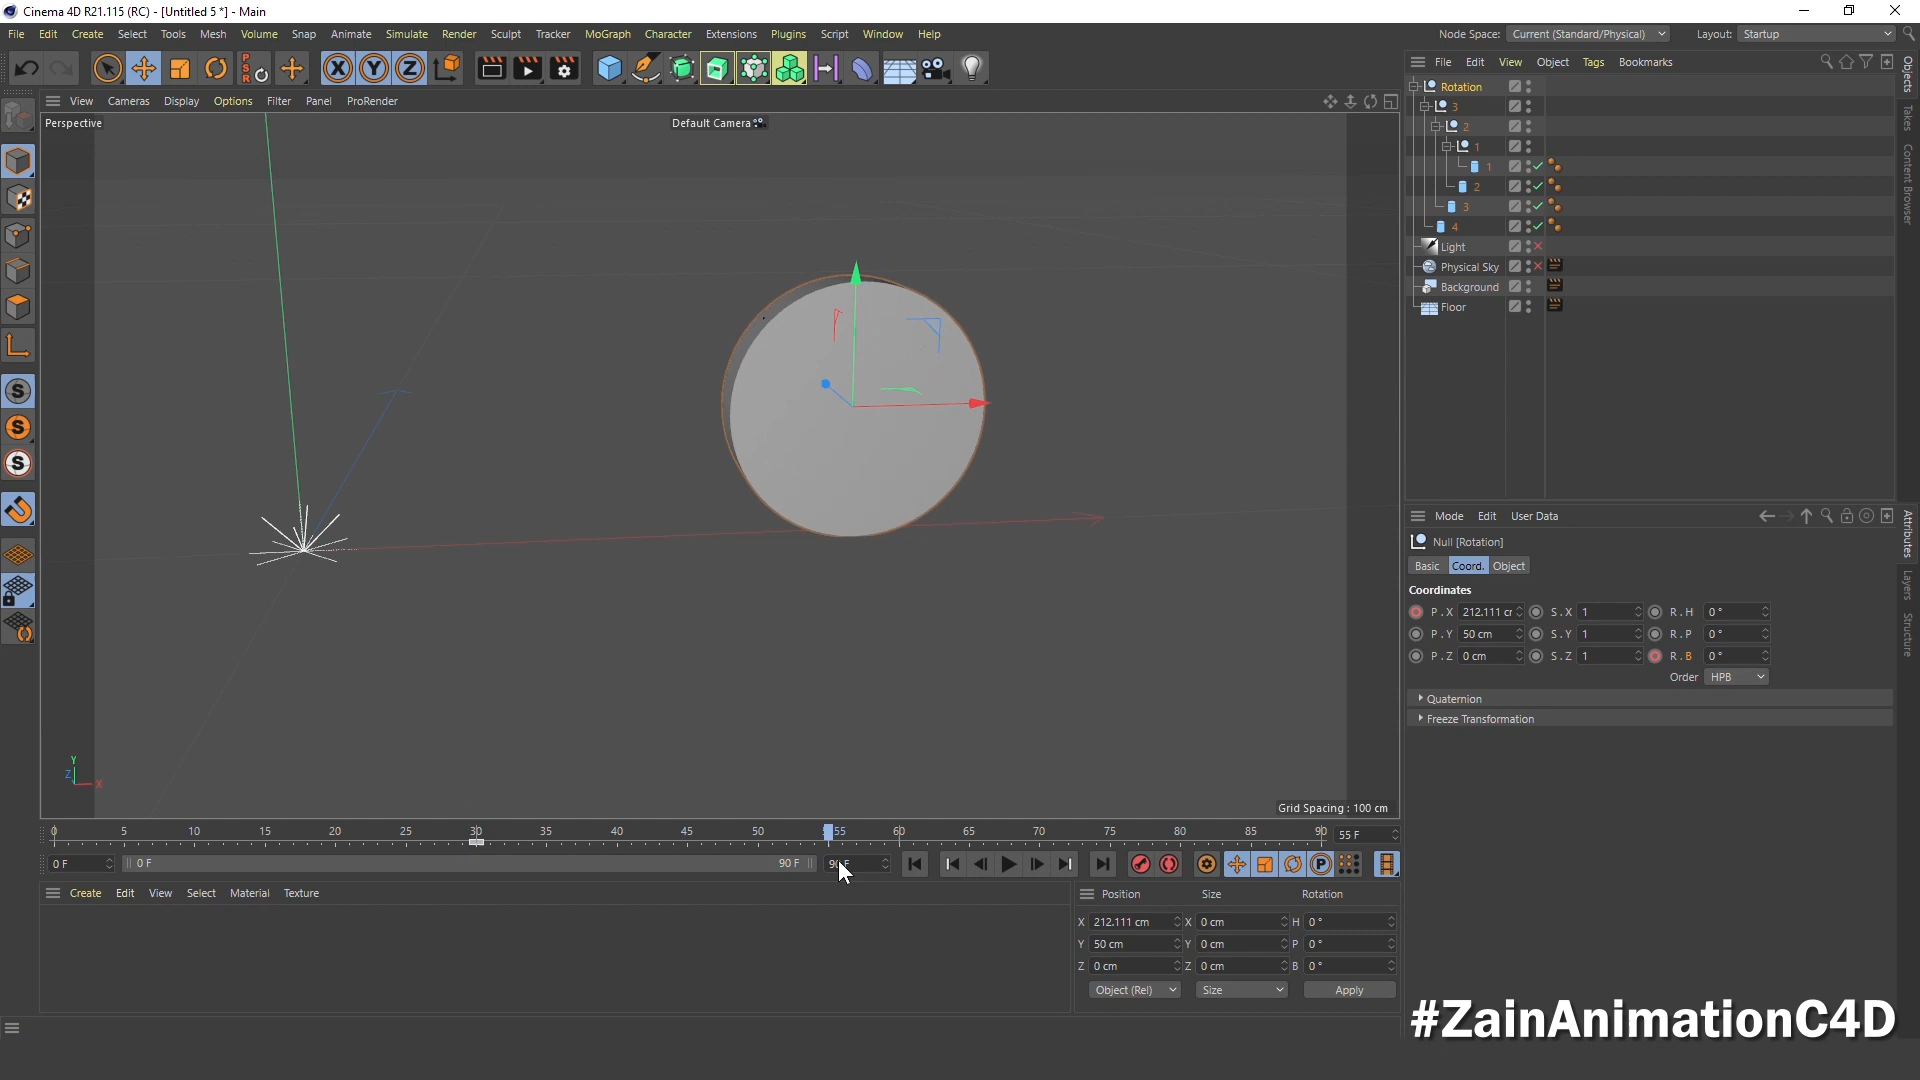 Cinema 4D R21.115 (RC) - [Untitled 5 *] - Main
File Edit Create Select Tools Mesh Volume Snap Animate Simulate Render Sculpt Tracker MoGraph Character Extensions Plugins Window Script Help
Node Space: Current (Standard/Physical) Layout: Startup
File Edit View Object Tags Bookmarks
View Cameras Display Options Filter Panel ProRender
Perspective
Default Camera
Rotation
3
2
1
1
2
3
4
Light
Physical Sky
Background
Floor
Objects
Takes
Content Browser
Mode Edit User Data
Null [Rotation]
Basic Coord. Object
Coordinates
P.X 212.111 cr S.X 1 R.H 0°
P.Y 50 cm S.Y 1 R.P 0°
P.Z 0 cm S.Z 1 R.B 0°
Order HPB
Quaternion
Freeze Transformation
Attributes
Layers
Structure
Y
Z
X
Grid Spacing : 100 cm
0 5 10 15 20 25 30 35 40 45 50 55 60 65 70 75 80 85 90 55 F
0 F 0 F 90 F 90 F
Create Edit View Select Material Texture
Position Size Rotation
X 212.111 cm X 0 cm H 0°
Y 50 cm Y 0 cm P 0°
Z 0 cm Z 0 cm B 0°
Object (Rel) Size Apply
#ZainAnimationC4D